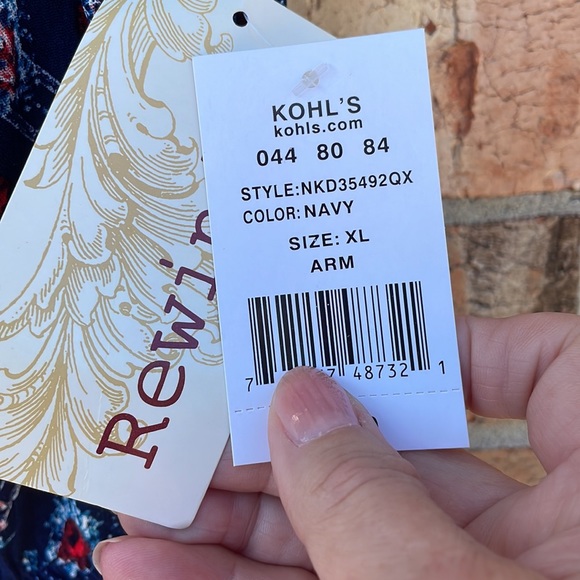 KOHL'S
kohls.com
044 80 84
STYLE:NKD35492QX
COLOR:NAVY
SIZE: XL
ARM
7 48732 1
Rewin